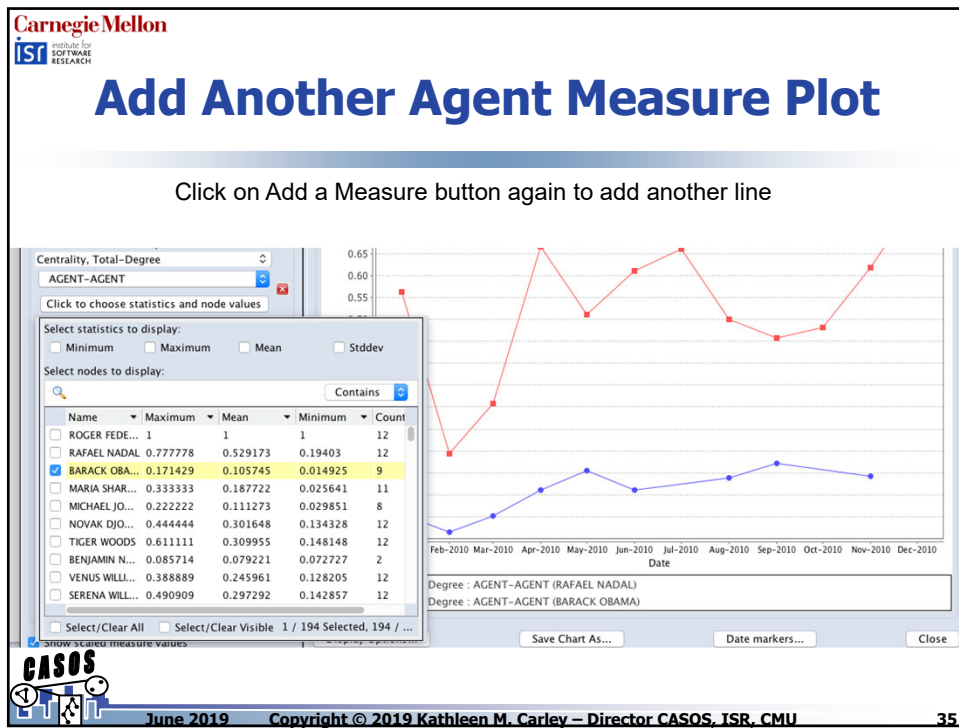 Carnegie Mellon
isr institute for
SOFTWARE
RESEARCH
Add Another Agent Measure Plot
Click on Add a Measure button again to add another line
Centrality, Total-Degree
AGENT-AGENT
Click to choose statistics and node values
Select statistics to display:
Minimum Maximum Mean Stddev
Select nodes to display:
Contains
Name Maximum Mean Minimum Count
ROGER FEDE... 1 1 1 12
RAFAEL NADAL 0.777778 0.529173 0.19403 12
BARACK OBA... 0.171429 0.105745 0.014925 9
MARIA SHAR... 0.333333 0.187722 0.025641 11
MICHAEL JO... 0.222222 0.111273 0.029851 8
NOVAK DJO... 0.444444 0.301648 0.134328 12
TIGER WOODS 0.611111 0.309955 0.148148 12
BENJAMIN N... 0.085714 0.079221 0.072727 2
VENUS WILLI... 0.388889 0.245961 0.128205 12
SERENA WILL... 0.490909 0.297292 0.142857 12
Select/Clear All Select/Clear Visible 1 / 194 Selected, 194 / ...
Show scaled measure values
0.65
0.60
0.55
Feb-2010 Mar-2010 Apr-2010 May-2010 Jun-2010 Jul-2010 Aug-2010 Sep-2010 Oct-2010 Nov-2010 Dec-2010
Date
Degree : AGENT-AGENT (RAFAEL NADAL)
Degree : AGENT-AGENT (BARACK OBAMA)
Save Chart As... Date markers... Close
CASOS
June 2019 Copyright © 2019 Kathleen M. Carley – Director CASOS, ISR, CMU 35